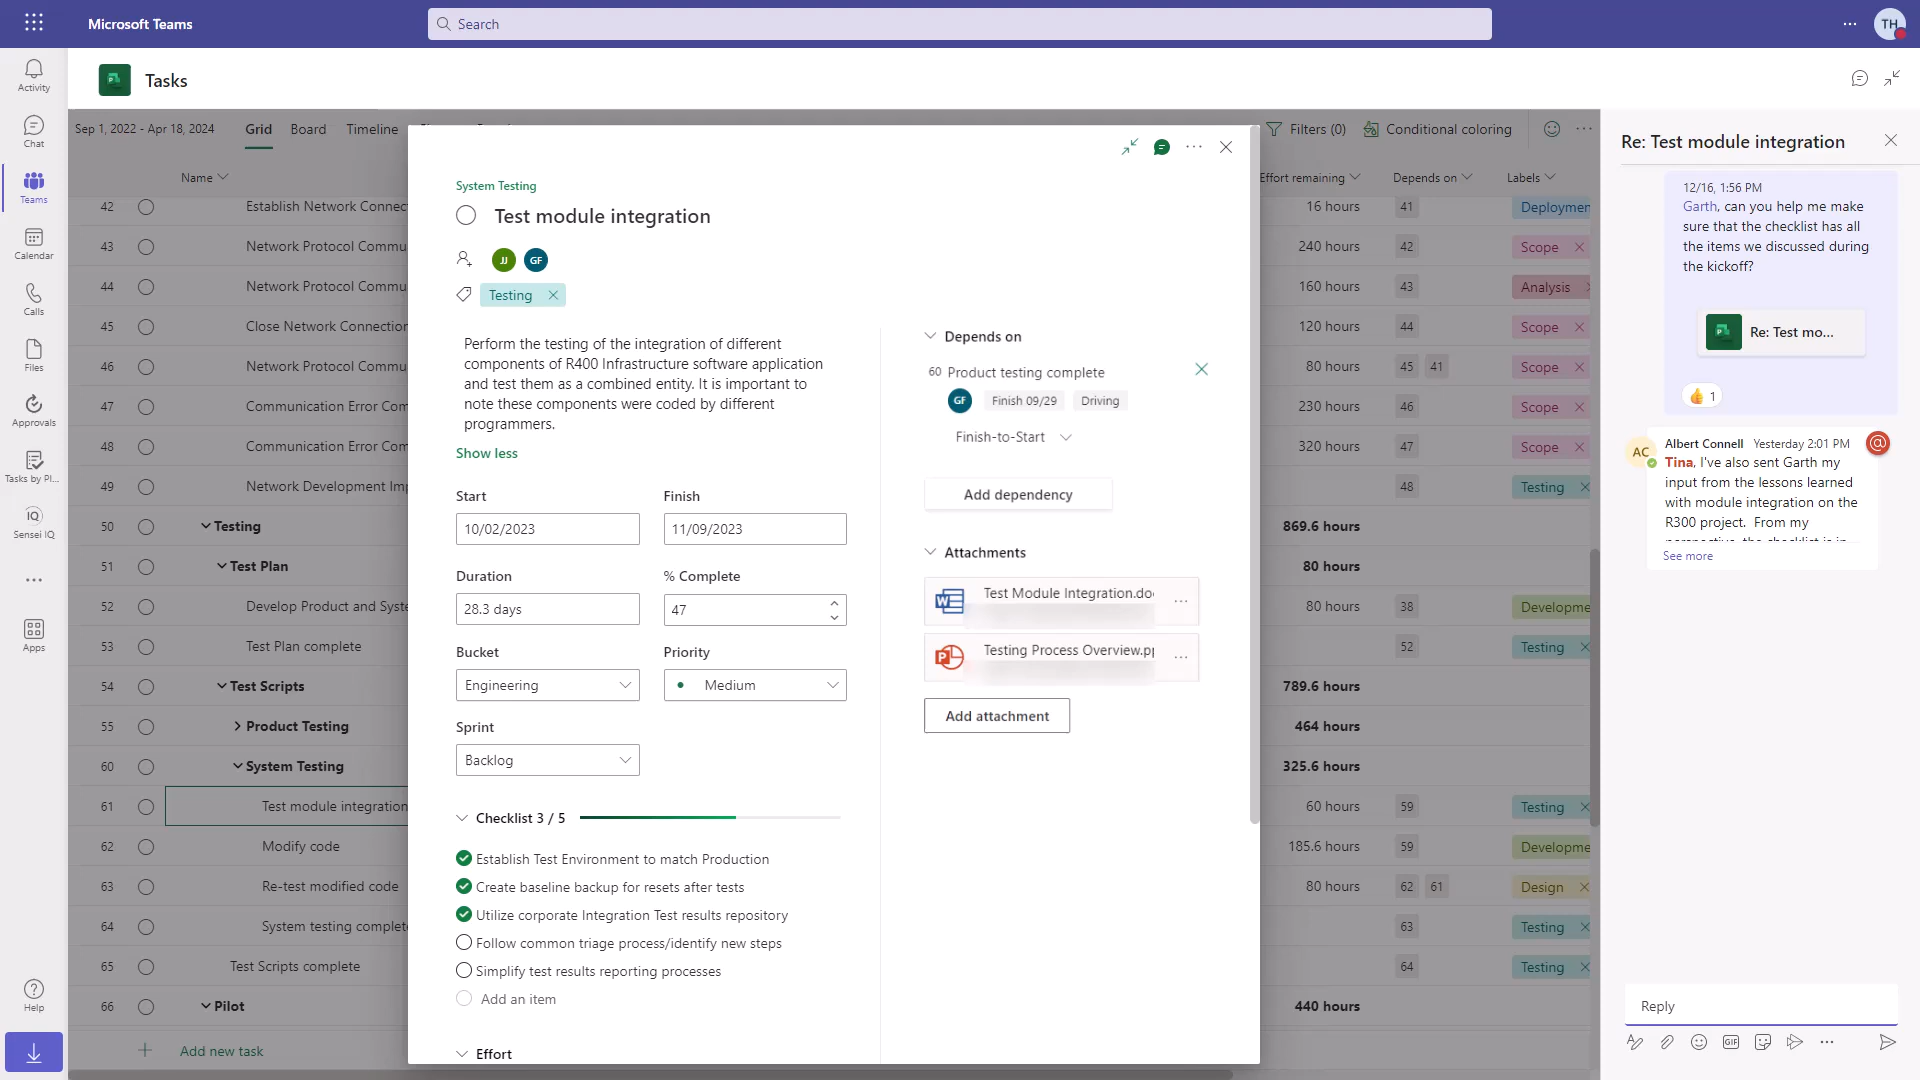 Microsoft Teams
Search
TH
Activity
Chat
Teams
Calendar
Calls
Files
Approvals
Tasks by Pl...
IQ
Sensei IQ
Apps
Help
Tasks
Sep 1, 2022 - Apr 18, 2024
Grid
Board
Timeline
Filters (0)
Conditional coloring
Name
Effort remaining
Depends on
Labels
42 Establish Network Connec 16 hours 41 Deploymen
43 Network Protocol Commu 240 hours 42 Scope
44 Network Protocol Commu 160 hours 43 Analysis
45 Close Network Connection 120 hours 44 Scope
46 Network Protocol Commu 80 hours 45 41 Scope
47 Communication Error Com 230 hours 46 Scope
48 Communication Error Com 320 hours 47 Scope
49 Network Development Imp 48 Testing
50 Testing 869.6 hours
51 Test Plan 80 hours
52 Develop Product and Syste 80 hours 38 Developme
53 Test Plan complete 52 Testing
54 Test Scripts 789.6 hours
55 Product Testing 464 hours
60 System Testing 325.6 hours
61 Test module integration 60 hours 59 Testing
62 Modify code 185.6 hours 59 Developme
63 Re-test modified code 80 hours 62 61 Design
64 System testing complet 63 Testing
65 Test Scripts complete 64 Testing
66 Pilot 440 hours
Add new task
System Testing
Test module integration
JJ GF
Testing
Perform the testing of the integration of different
components of R400 Infrastructure software application
and test them as a combined entity. It is important to
note these components were coded by different
programmers.
Show less
Start Finish
10/02/2023 11/09/2023
Duration % Complete
28.3 days 47
Bucket Priority
Engineering Medium
Sprint
Backlog
Checklist 3 / 5
Establish Test Environment to match Production
Create baseline backup for resets after tests
Utilize corporate Integration Test results repository
Follow common triage process/identify new steps
Simplify test results reporting processes
Add an item
Effort
Depends on
60 Product testing complete
GF Finish 09/29 Driving
Finish-to-Start
Add dependency
Attachments
Test Module Integration.do
Testing Process Overview.pp
Add attachment
Re: Test module integration
12/16, 1:56 PM
Garth, can you help me make
sure that the checklist has all
the items we discussed during
the kickoff?
Re: Test mo...
1
AC
Albert Connell Yesterday 2:01 PM
Tina, I've also sent Garth my
input from the lessons learned
with module integration on the
R300 project. From my
See more
Reply
GIF